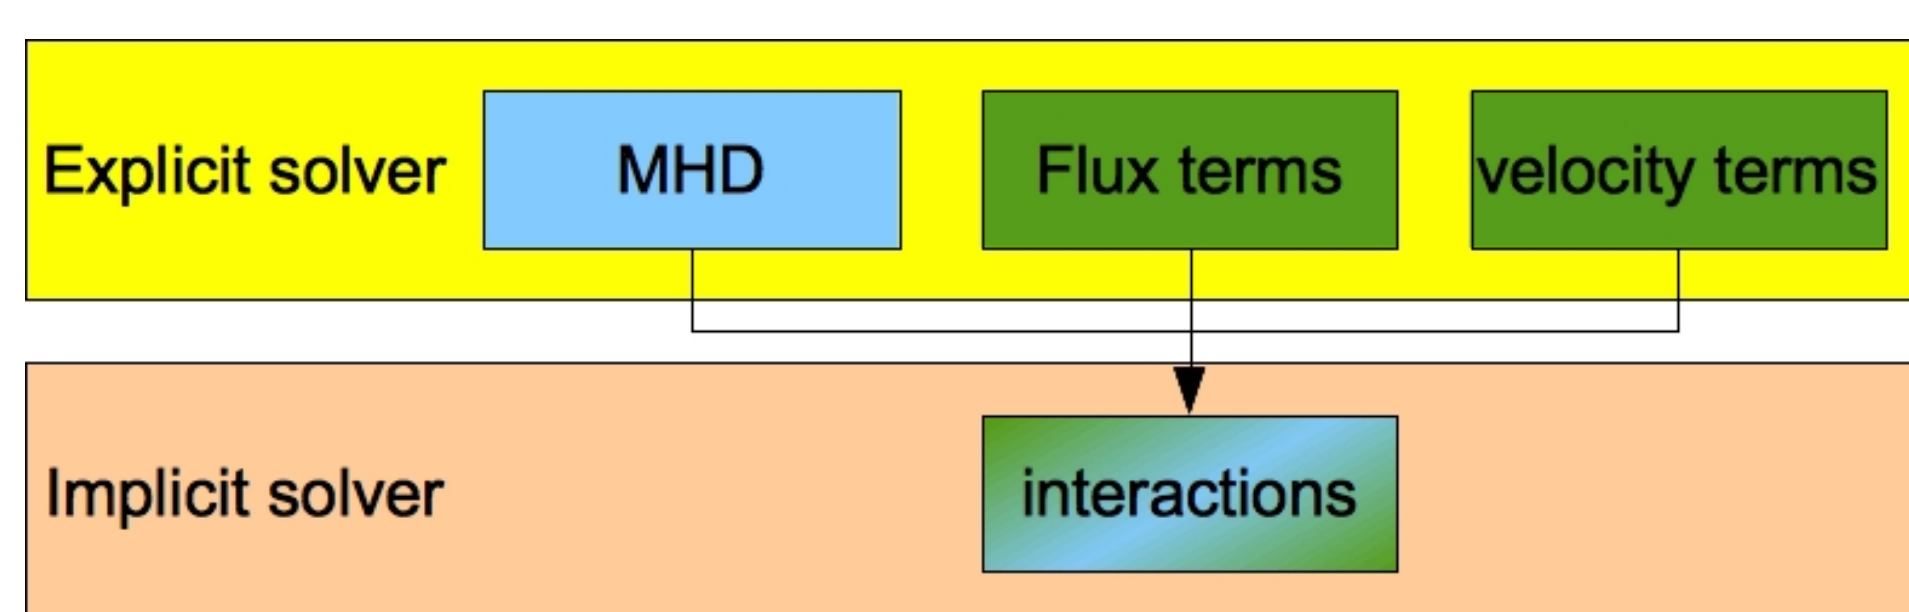 Explicit solver
MHD
Flux terms
velocity terms
Implicit solver
interactions